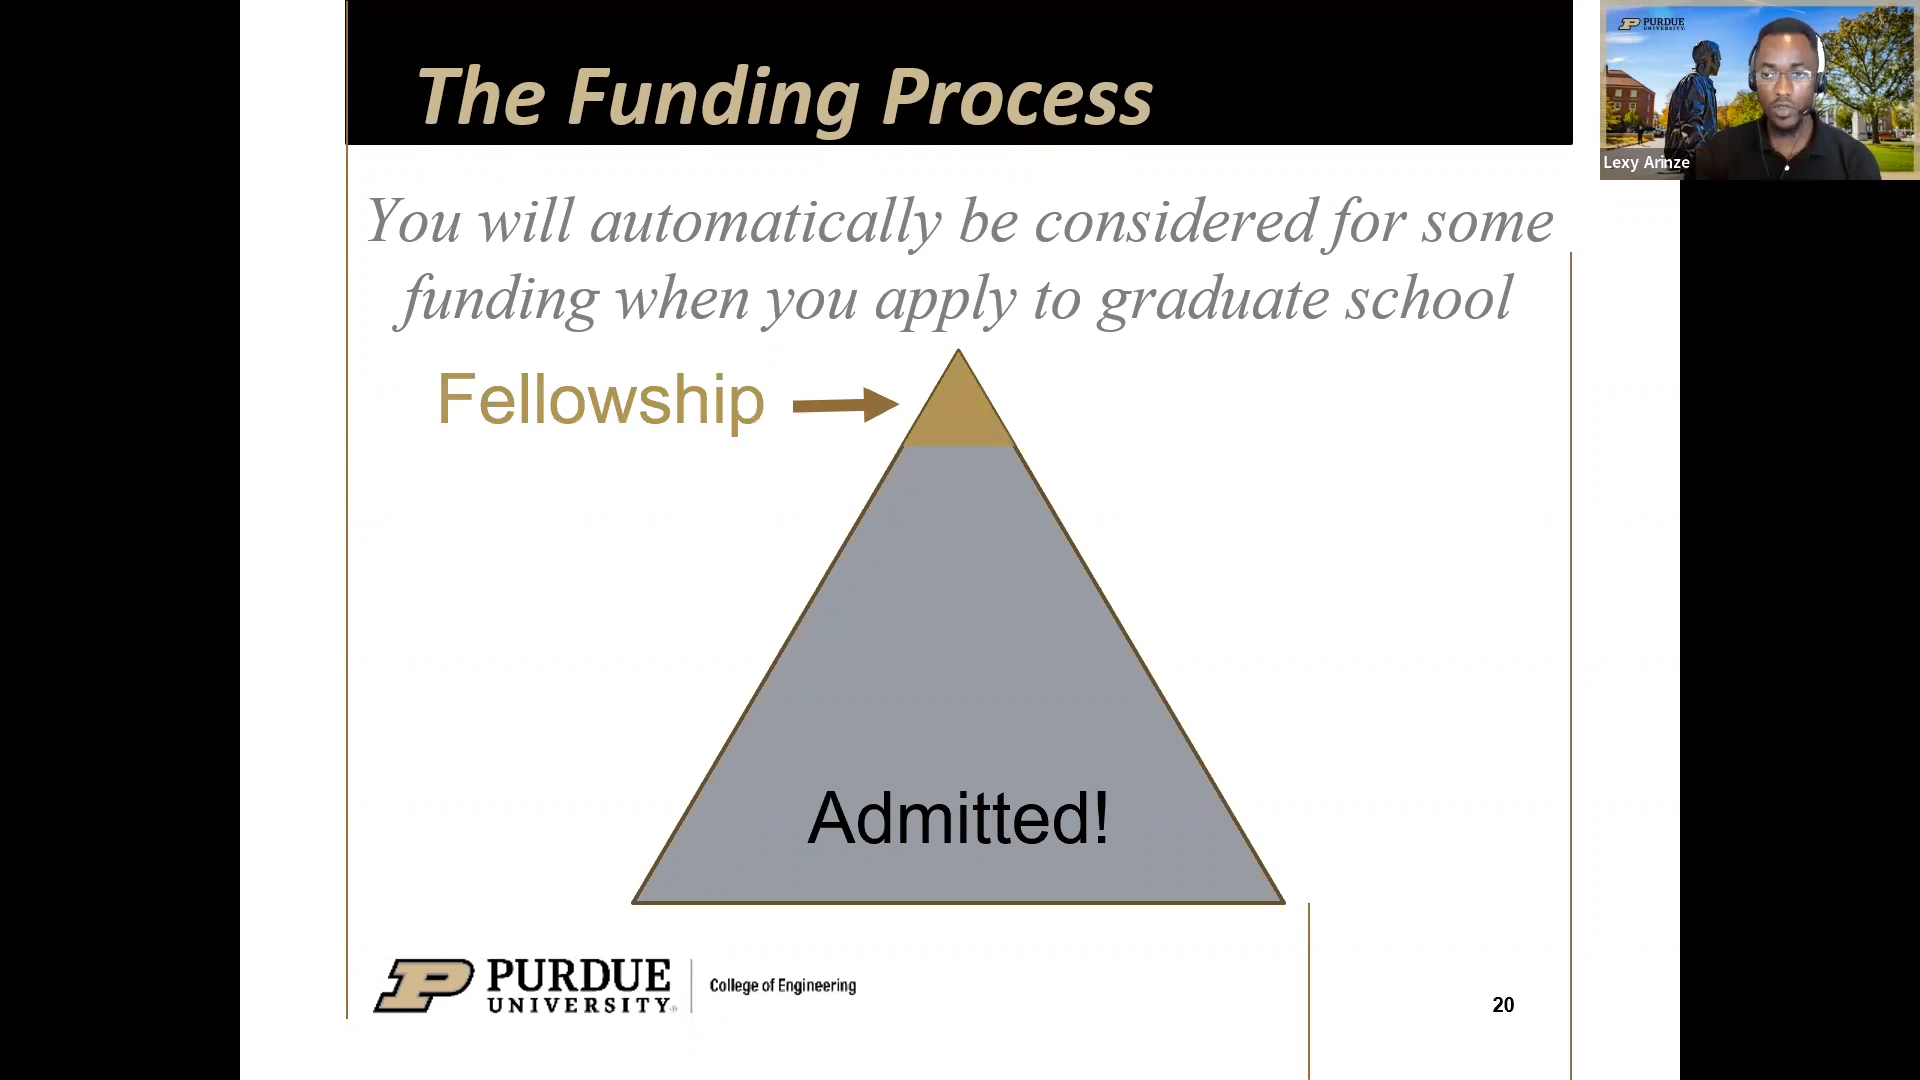 The Funding Process
PURDUE
UNIVERSITY
Lexy Arinze
You will automatically be considered for some
funding when you apply to graduate school
Fellowship
Admitted!
PURDUE
UNIVERSITY®
College of Engineering
20